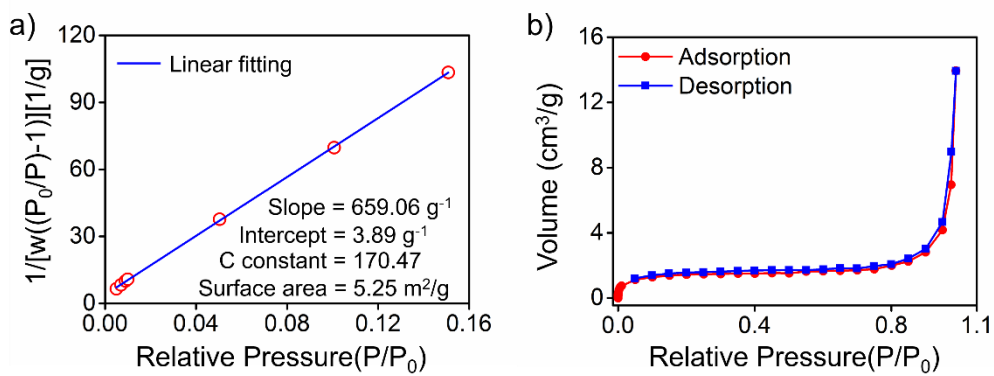 a)
1/[w((P₀/P)-1))][1/g]
120
90
60
30
0
Linear fitting
Slope = 659.06 g⁻¹
Intercept = 3.89 g⁻¹
C constant = 170.47
Surface area = 5.25 m²/g
0.00 0.04 0.08 0.12 0.16
Relative Pressure(P/P₀)
b)
Volume (cm³/g)
16
12
8
4
0
Adsorption
Desorption
0.0 0.4 0.8 1.1
Relative Pressure(P/P₀)